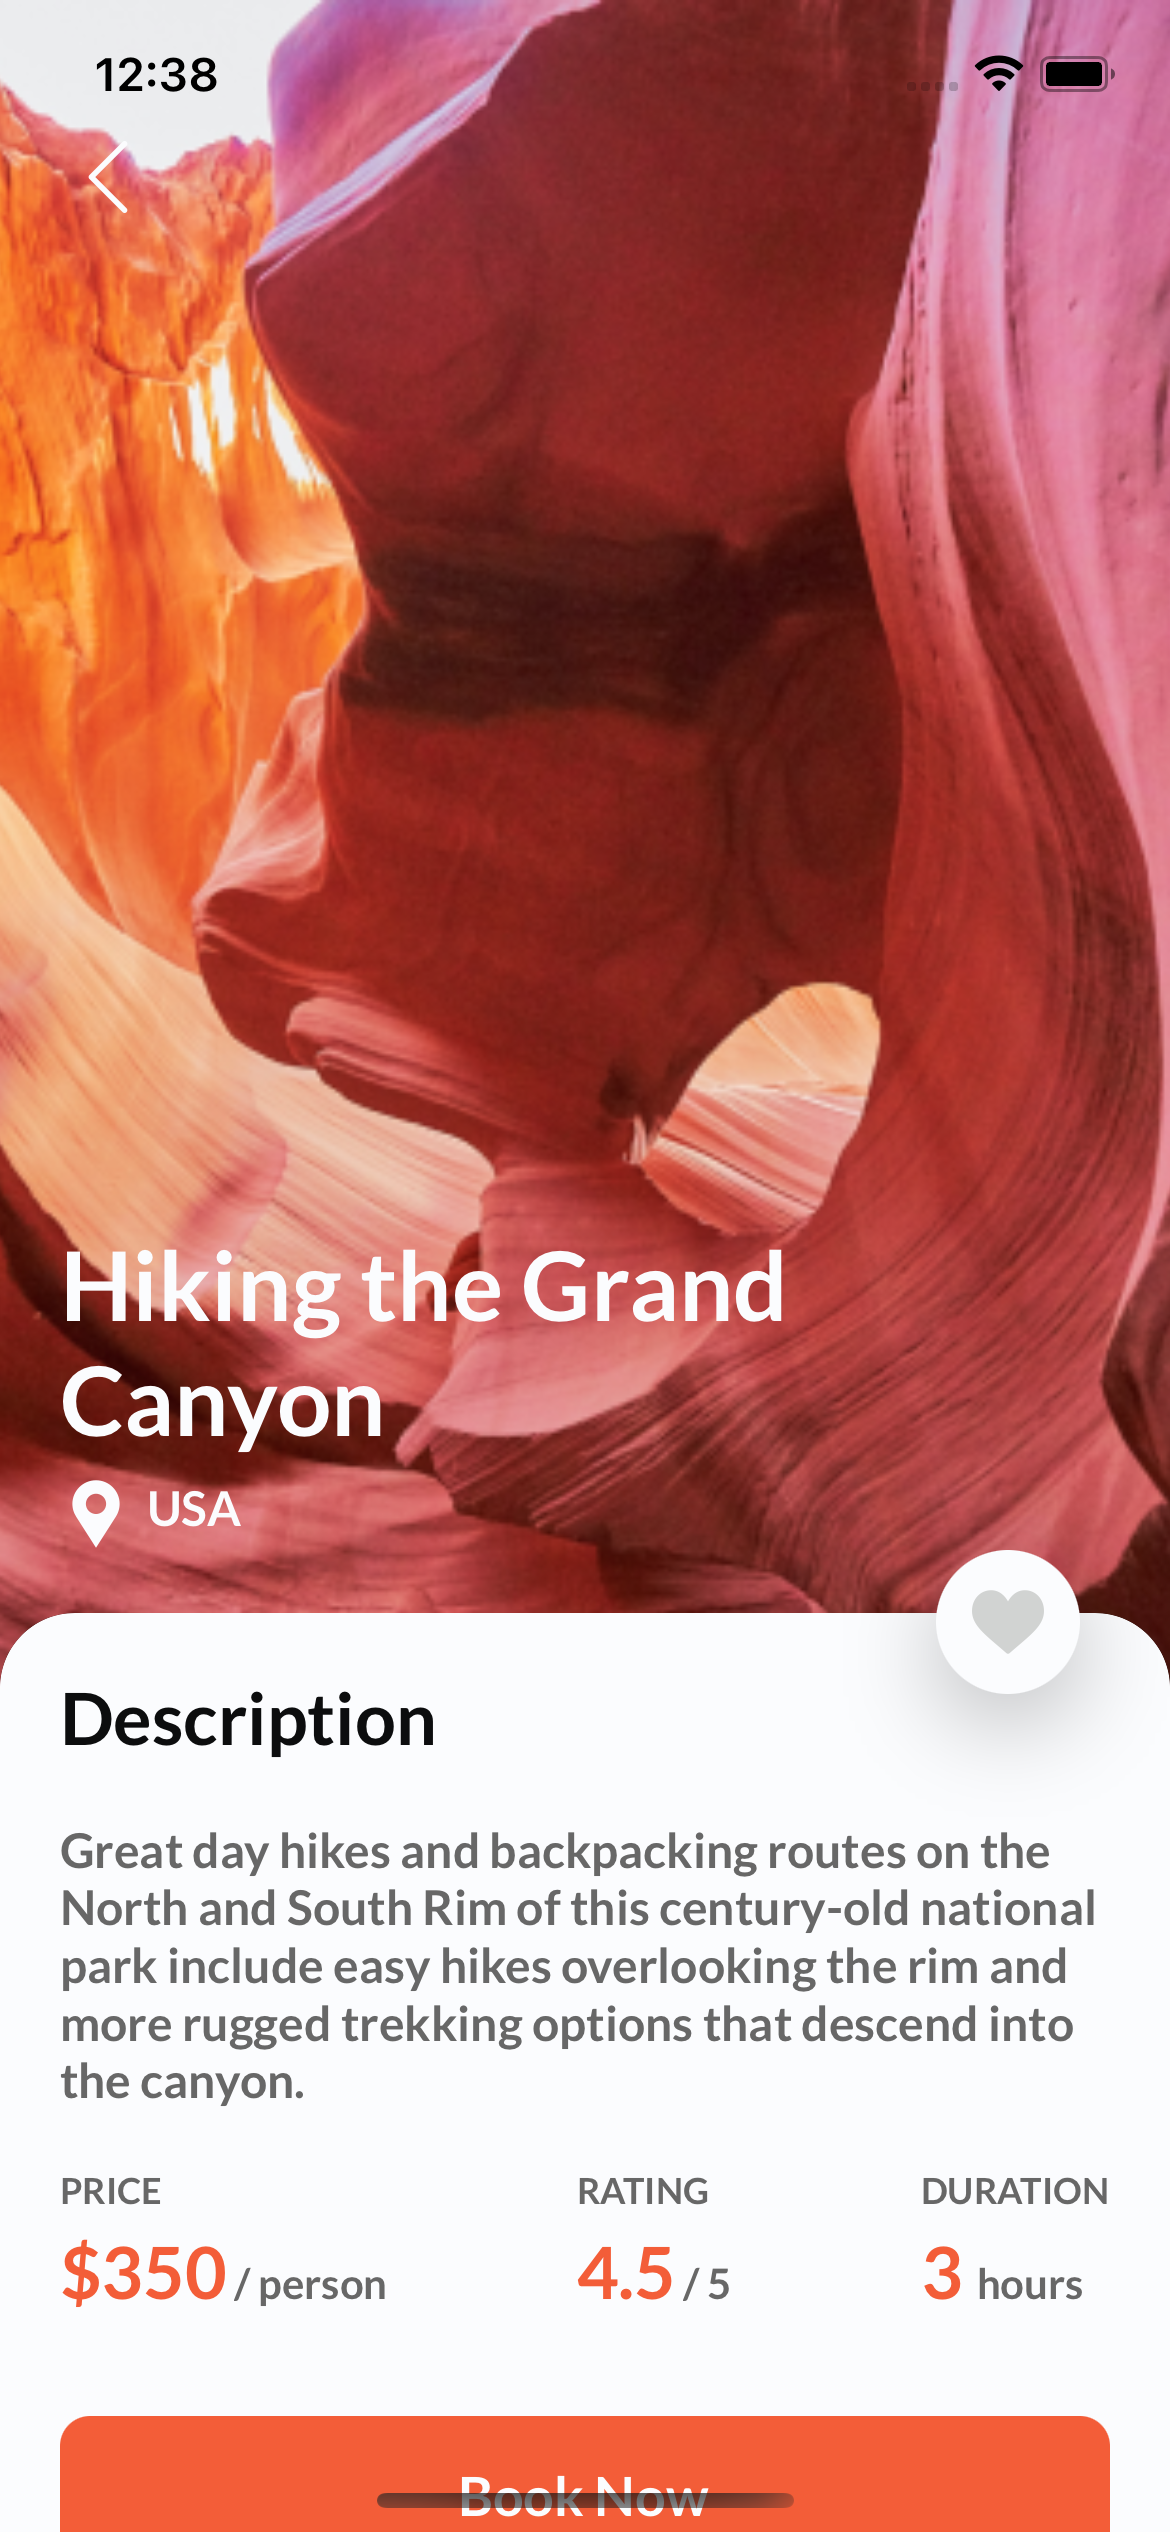 12:38
Hiking the Grand
Canyon
USA
Description
Great day hikes and backpacking routes on the
North and South Rim of this century-old national
park include easy hikes overlooking the rim and
more rugged trekking options that descend into
the canyon.
PRICE RATING DURATION
$350 / person 4.5 / 5 3 hours
Book Now